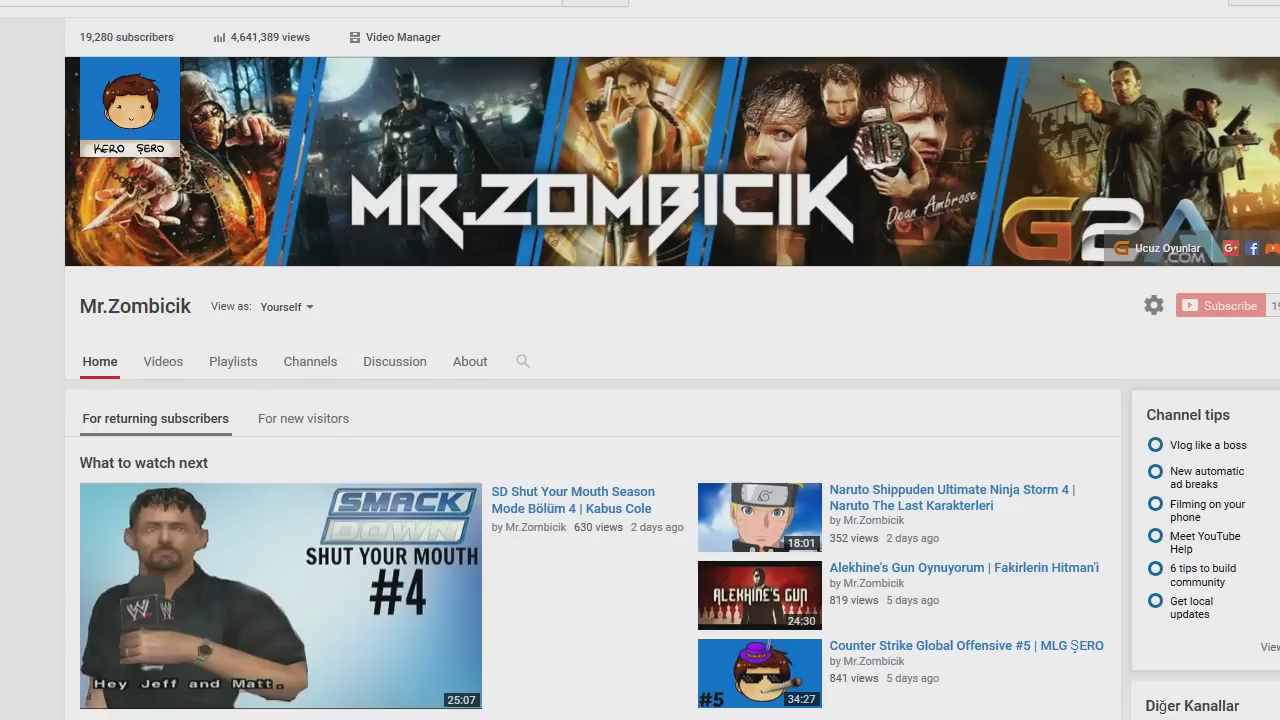 19,280 subscribers
4,641,389 views
Video Manager
KERO ŞERO
MR.ZOMBICIK
Dean Ambrose
G2A
.COM
Ucuz Oyunlar
Mr.Zombicik
View as: Yourself
Subscribe
Home Videos Playlists Channels Discussion About
For returning subscribers For new visitors
What to watch next
SMACK
DOWN
SHUT YOUR MOUTH
#4
Hey Jeff and Matt.
25:07
SD Shut Your Mouth Season
Mode Bölüm 4 | Kabus Cole
by Mr.Zombicik 630 views 2 days ago
18:01
Naruto Shippuden Ultimate Ninja Storm 4 |
Naruto The Last Karakterleri
by Mr.Zombicik
352 views 2 days ago
ALEKHINE'S GUN
24:30
Alekhine's Gun Oynuyorum | Fakirlerin Hitman'i
by Mr.Zombicik
819 views 5 days ago
#5
34:27
Counter Strike Global Offensive #5 | MLG ŞERO
by Mr.Zombicik
841 views 5 days ago
Channel tips
Vlog like a boss
New automatic
ad breaks
Filming on your
phone
Meet YouTube
Help
6 tips to build
community
Get local
updates
Diğer Kanallar